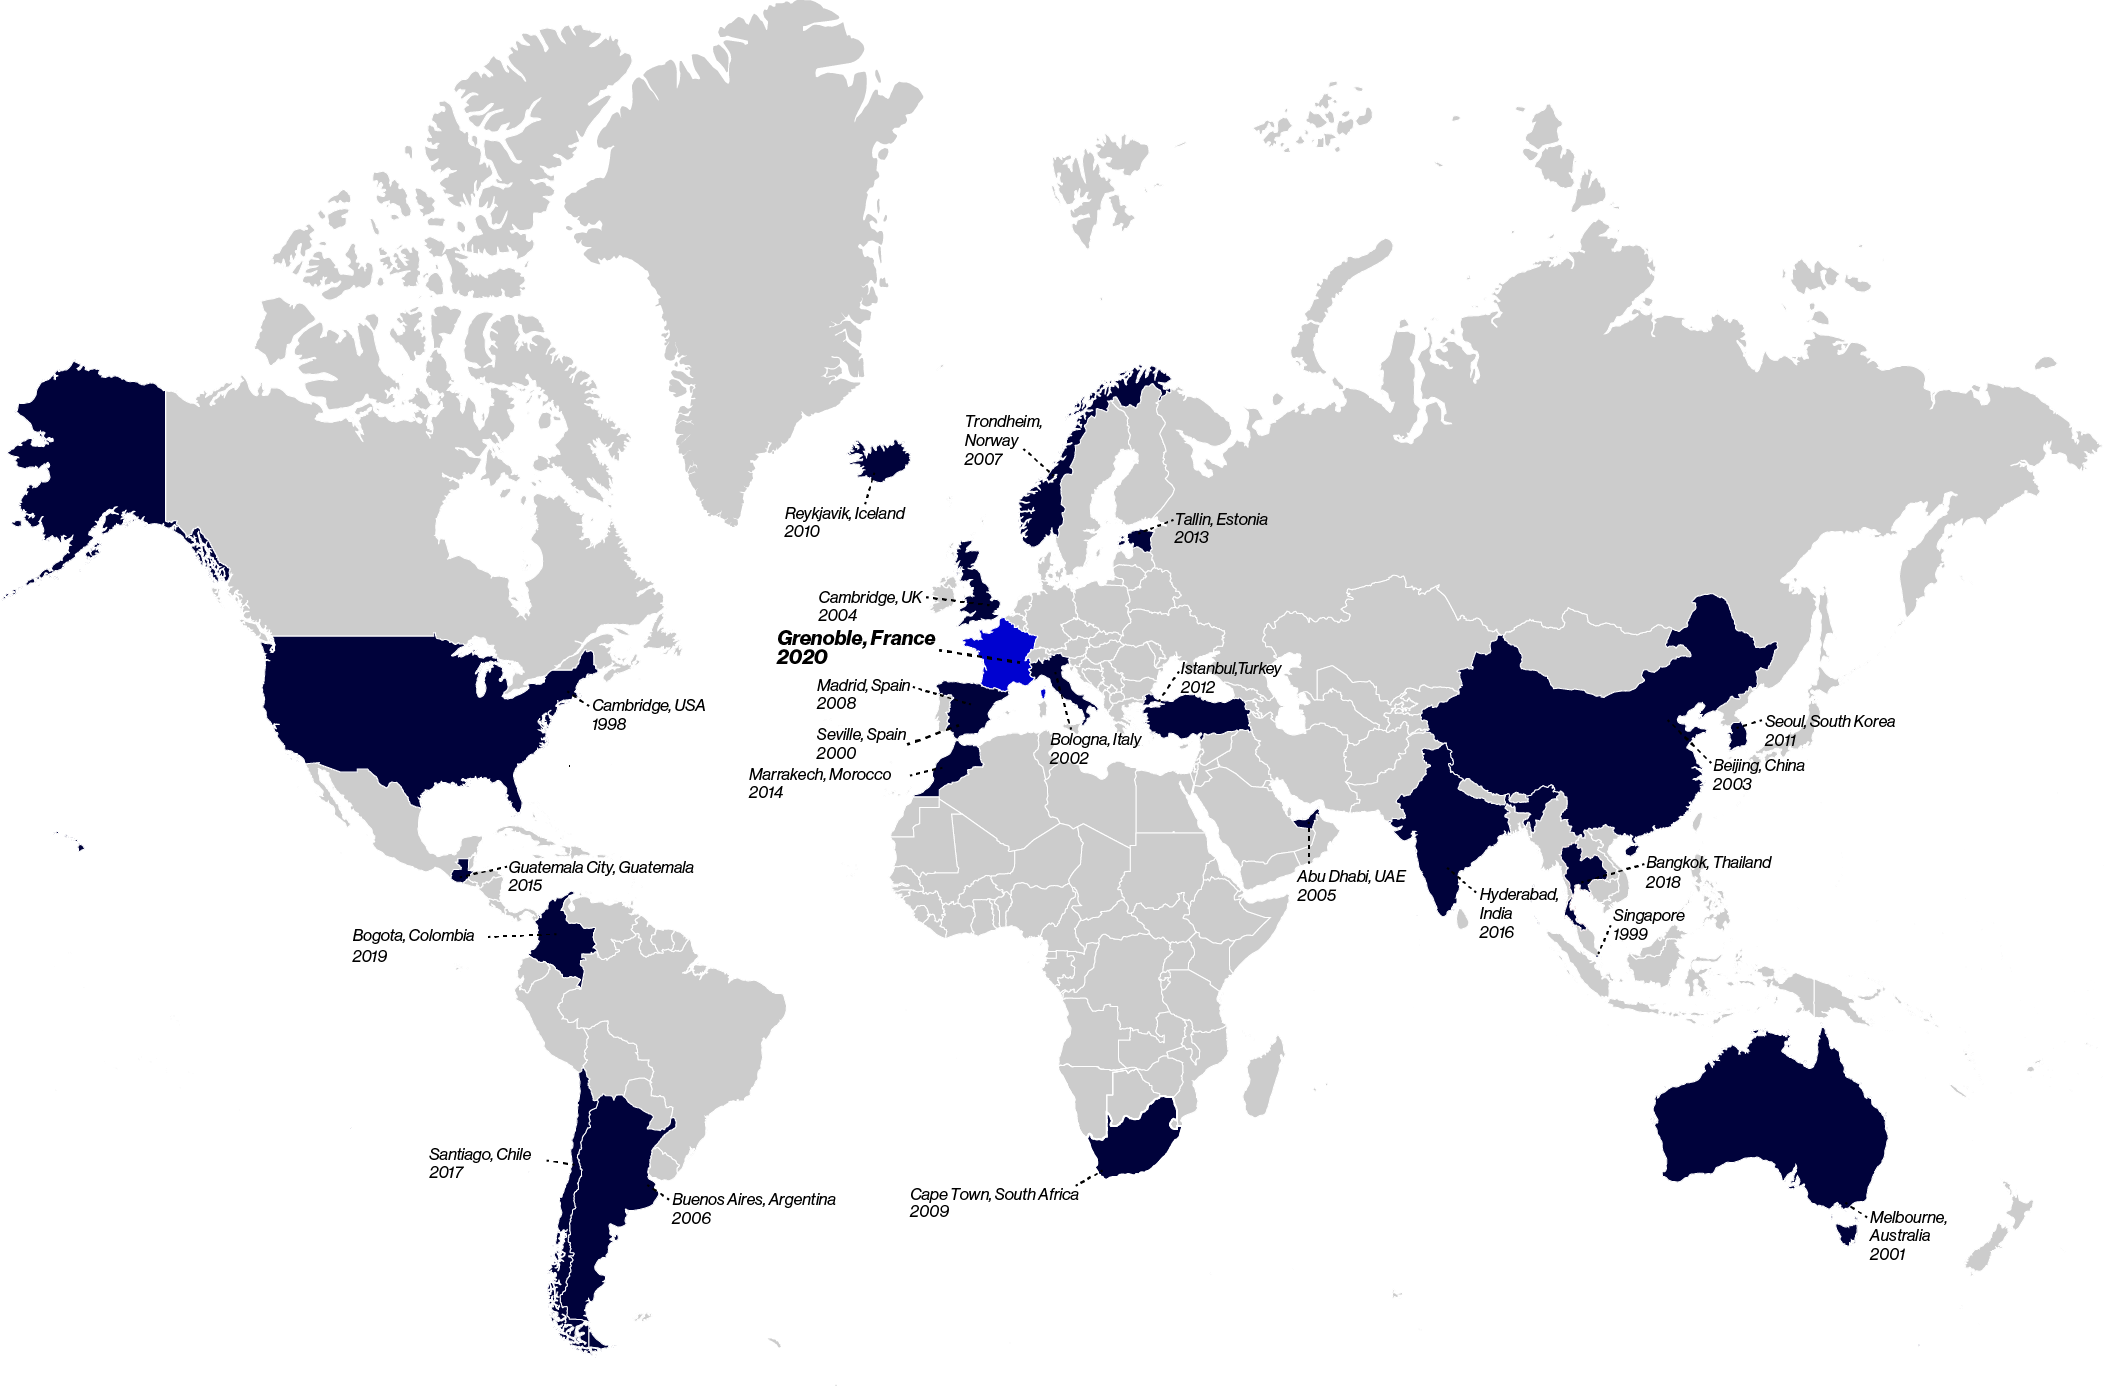 Trondheim,
Norway
2007
Reykjavik, Iceland
2010
Tallin, Estonia
2013
Cambridge, UK
2004
Grenoble, France
2020
Madrid, Spain
2008
Seville, Spain
2000
Marrakech, Morocco
2014
Bologna, Italy
2002
Istanbul,Turkey
2012
Cambridge, USA
1998
Seoul, South Korea
2011
Beijing, China
2003
Guatemala City, Guatemala
2015
Bogota, Colombia
2019
Abu Dhabi, UAE
2005
Hyderabad,
India
2016
Bangkok, Thailand
2018
Singapore
1999
Santiago, Chile
2017
Buenos Aires, Argentina
2006
Cape Town, South Africa
2009
Melbourne,
Australia
2001